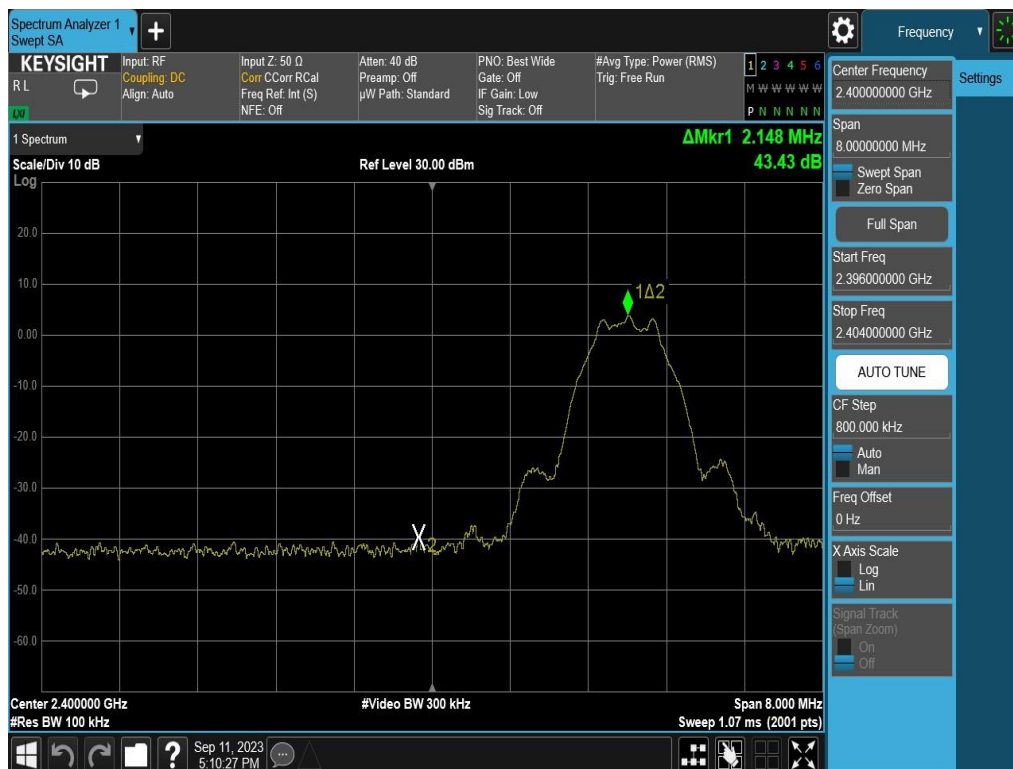 Spectrum Analyzer 1
Swept SA
+
Frequency
KEYSIGHT
R L
LXI
Input: RF
Coupling: DC
Align: Auto
Input Z: 50 Ω
Corr CCorr RCal
Freq Ref: Int (S)
NFE: Off
Atten: 40 dB
Preamp: Off
µW Path: Standard
PNO: Best Wide
Gate: Off
IF Gain: Low
Sig Track: Off
#Avg Type: Power (RMS)
Trig: Free Run
1 2 3 4 5 6
M W W W W W
P N N N N N
Center Frequency
2.400000000 GHz
Settings
Span
8.00000000 MHz
Swept Span
Zero Span
Full Span
Start Freq
2.396000000 GHz
Stop Freq
2.404000000 GHz
AUTO TUNE
CF Step
800.000 kHz
Auto
Man
Freq Offset
0 Hz
X Axis Scale
Log
Lin
Signal Track
(Span Zoom)
On
Off
1 Spectrum
ΔMkr1 2.148 MHz
43.43 dB
Scale/Div 10 dB
Ref Level 30.00 dBm
Log
20.0
10.0
0.00
-10.0
-20.0
-30.0
-40.0
-50.0
-60.0
1Δ2
X2
Center 2.400000 GHz
#Video BW 300 kHz
Span 8.000 MHz
#Res BW 100 kHz
Sweep 1.07 ms (2001 pts)
?
Sep 11, 2023
5:10:27 PM